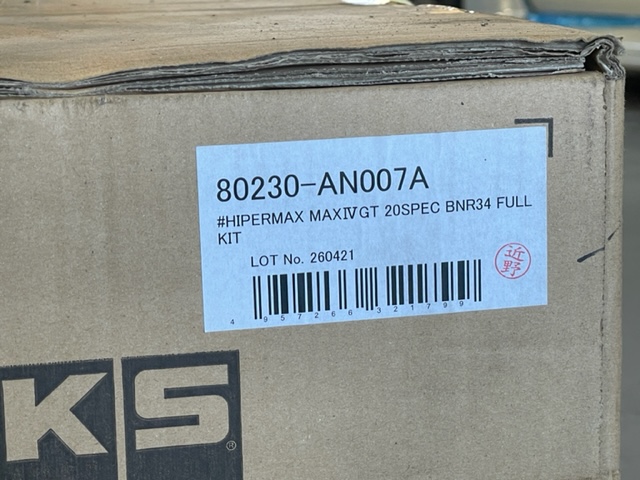 80230-AN007A
#HIPERMAX MAXⅣGT 20SPEC BNR34 FULL
KIT
LOT No. 260421
近野
4 957266 321799
KS®